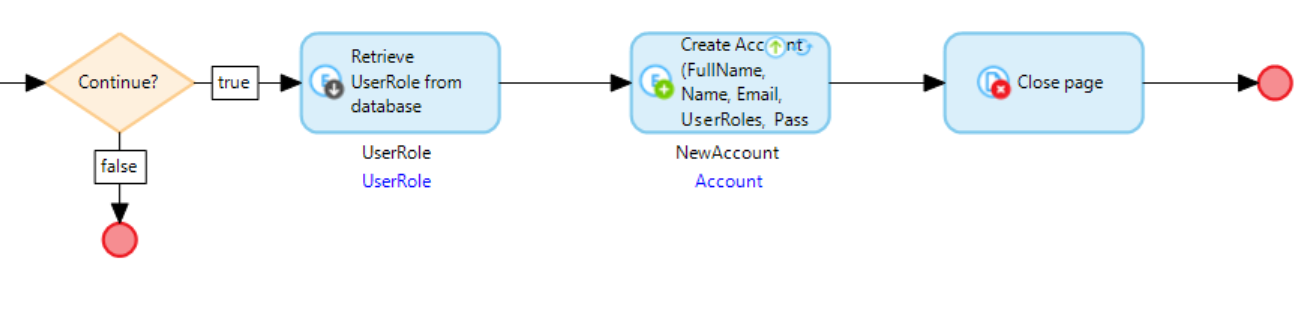 Continue?
true
false
Retrieve
UserRole from
database
UserRole
UserRole
Create Acc nt
(FullName,
Name, Email,
UserRoles, Pass
NewAccount
Account
Close page